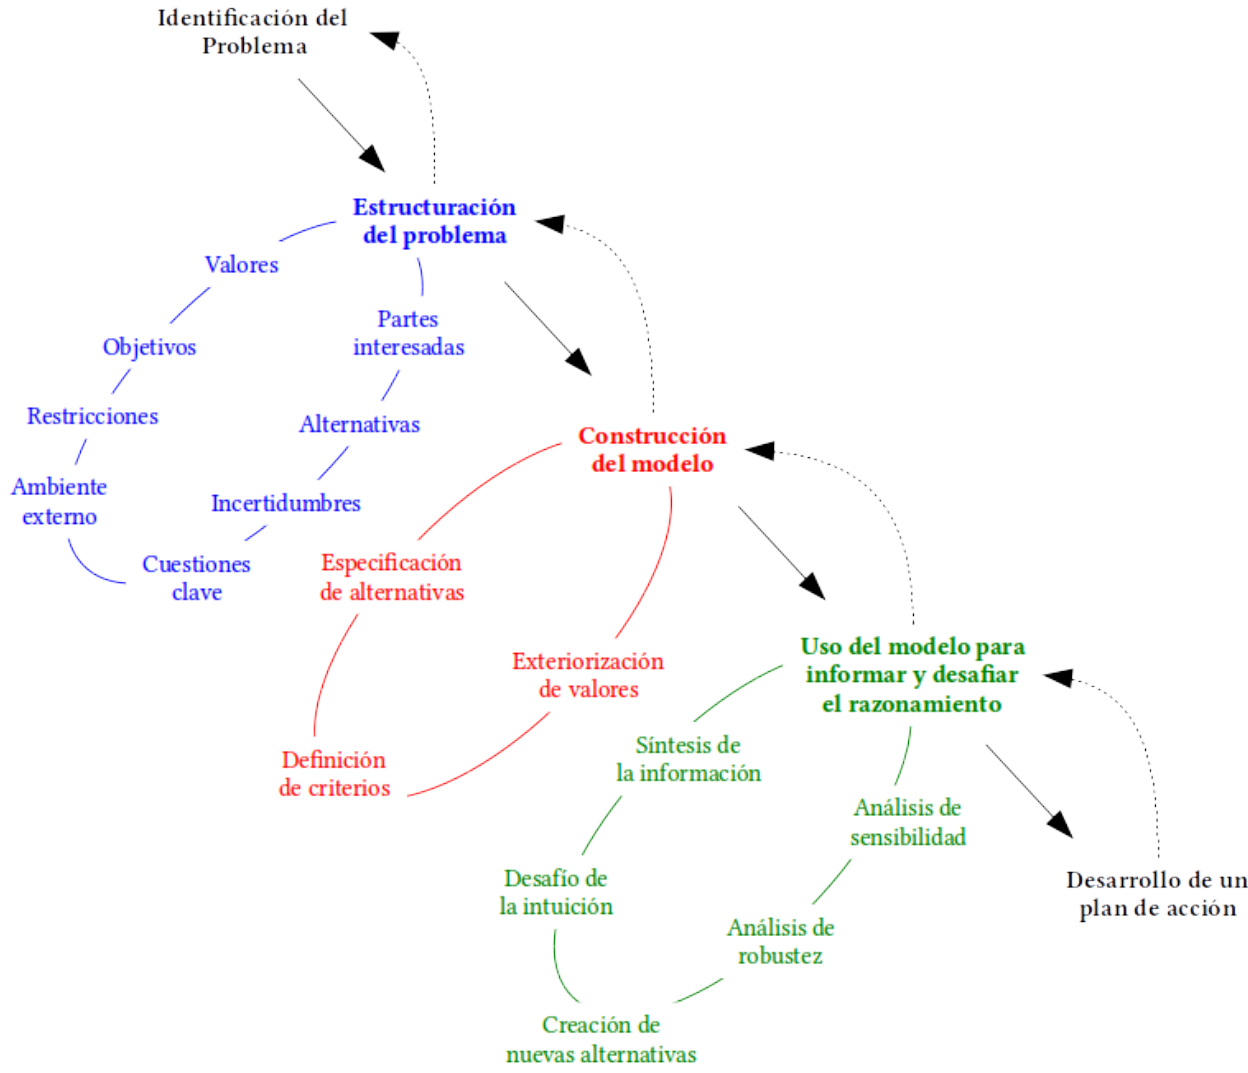 Identificación del
Problema
Estructuración
del problema
Valores
Objetivos
Restricciones
Ambiente
externo
Cuestiones
clave
Incertidumbres
Alternativas
Partes
interesadas
Construcción
del modelo
Especificación
de alternativas
Definición
de criterios
Exteriorización
de valores
Uso del modelo para
informar y desafiar
el razonamiento
Síntesis de
la información
Desafío de
la intuición
Creación de
nuevas alternativas
Análisis de
robustez
Análisis de
sensibilidad
Desarrollo de un
plan de acción